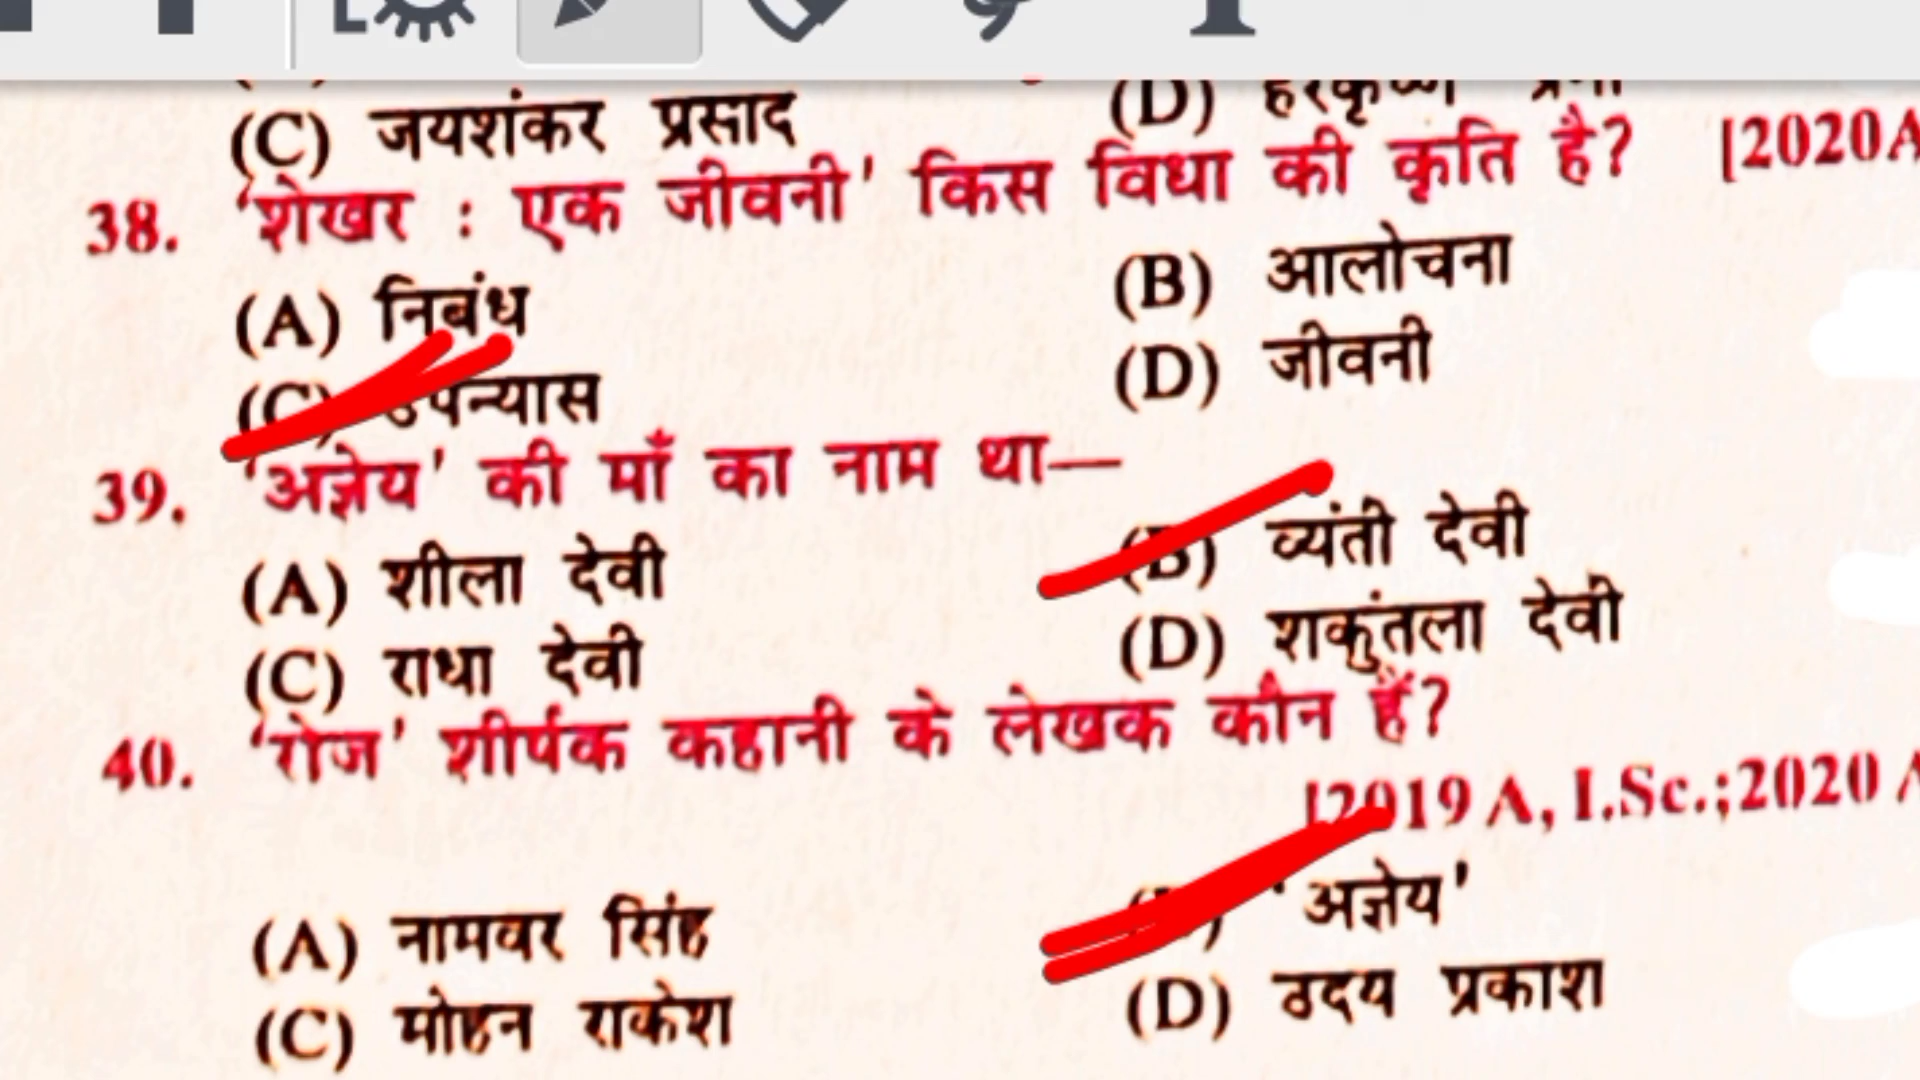 (C) जयशंकर प्रसाद (D)
38. 'शेखर : एक जीवनी' किस विधा की कृति है? [2020A
(A) निबंध (B) आलोचना
(C) उपन्यास (D) जीवनी
39. 'अज्ञेय' की माँ का नाम था—
(A) शीला देवी (B) व्यंती देवी
(C) राधा देवी (D) शकुंतला देवी
40. 'रोज' शीर्षक कहानी के लेखक कौन हैं?
[2019 A, I.Sc.;2020 A
(A) नामवर सिंह 'अज्ञेय'
(C) मोहन राकेश (D) उदय प्रकाश